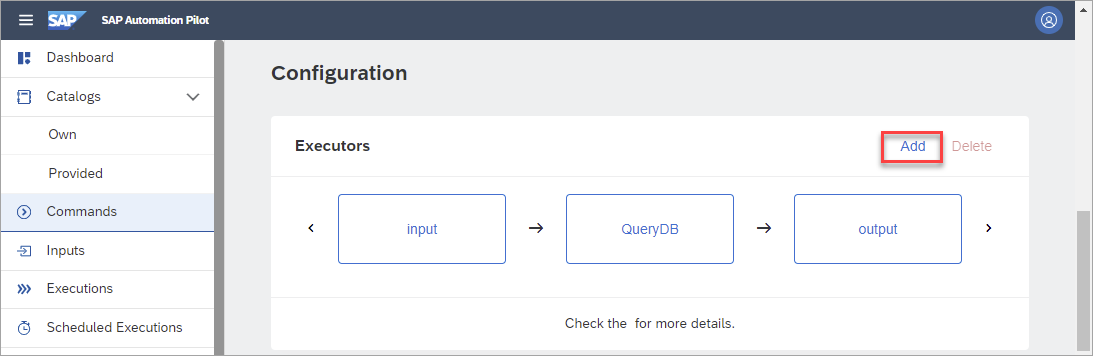 SAP SAP Automation Pilot
Dashboard
Catalogs
Own
Provided
Commands
Inputs
Executions
Scheduled Executions
Configuration
Executors Add Delete
input QueryDB output
Check the  for more details.